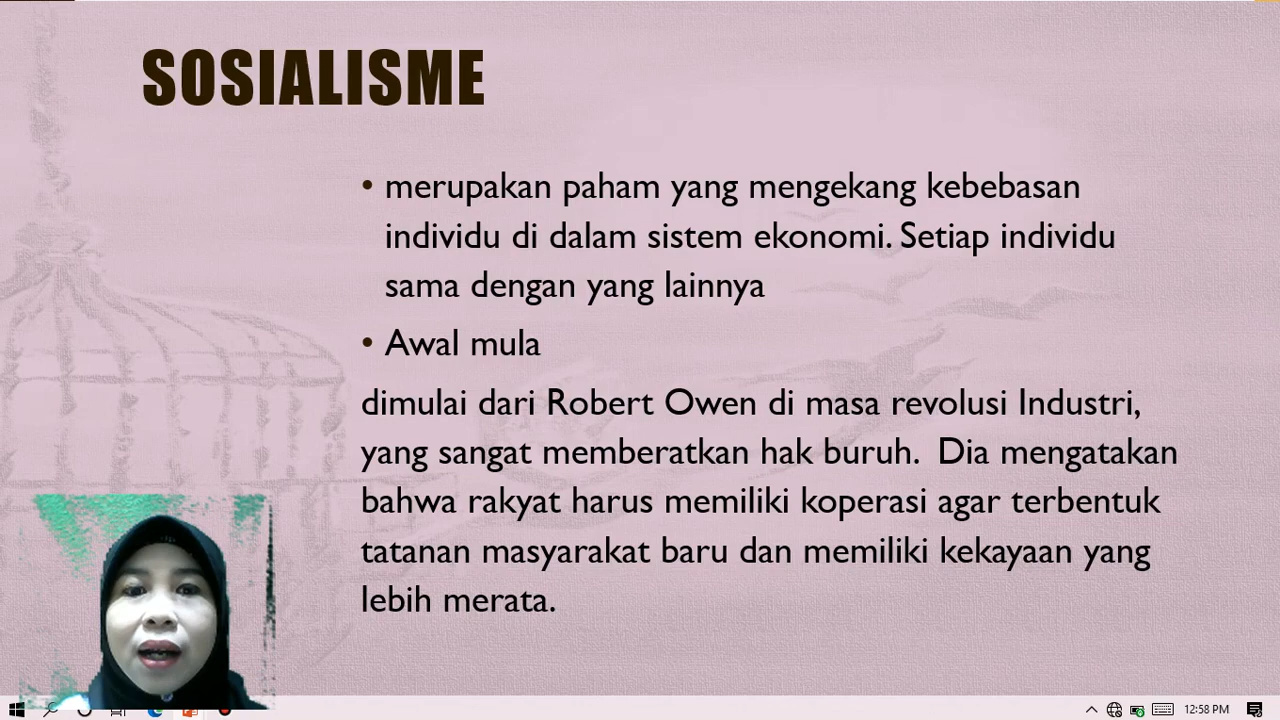 SOSIALISME
• merupakan paham yang mengekang kebebasan
individu di dalam sistem ekonomi. Setiap individu
sama dengan yang lainnya
• Awal mula
dimulai dari Robert Owen di masa revolusi Industri,
yang sangat memberatkan hak buruh. Dia mengatakan
bahwa rakyat harus memiliki koperasi agar terbentuk
tatanan masyarakat baru dan memiliki kekayaan yang
lebih merata.
12:58 PM